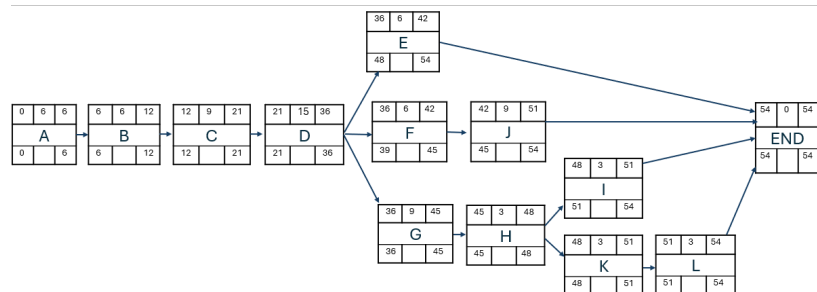 36 6 42
E
48 54
0 6 6
A
0 6
6 6 12
B
6 12
12 9 21
C
12 21
21 15 36
D
21 36
36 6 42
F
39 45
42 9 51
J
45 54
54 0 54
END
54 54
48 3 51
I
51 54
36 9 45
G
36 45
45 3 48
H
45 48
48 3 51
K
48 51
51 3 54
L
51 54